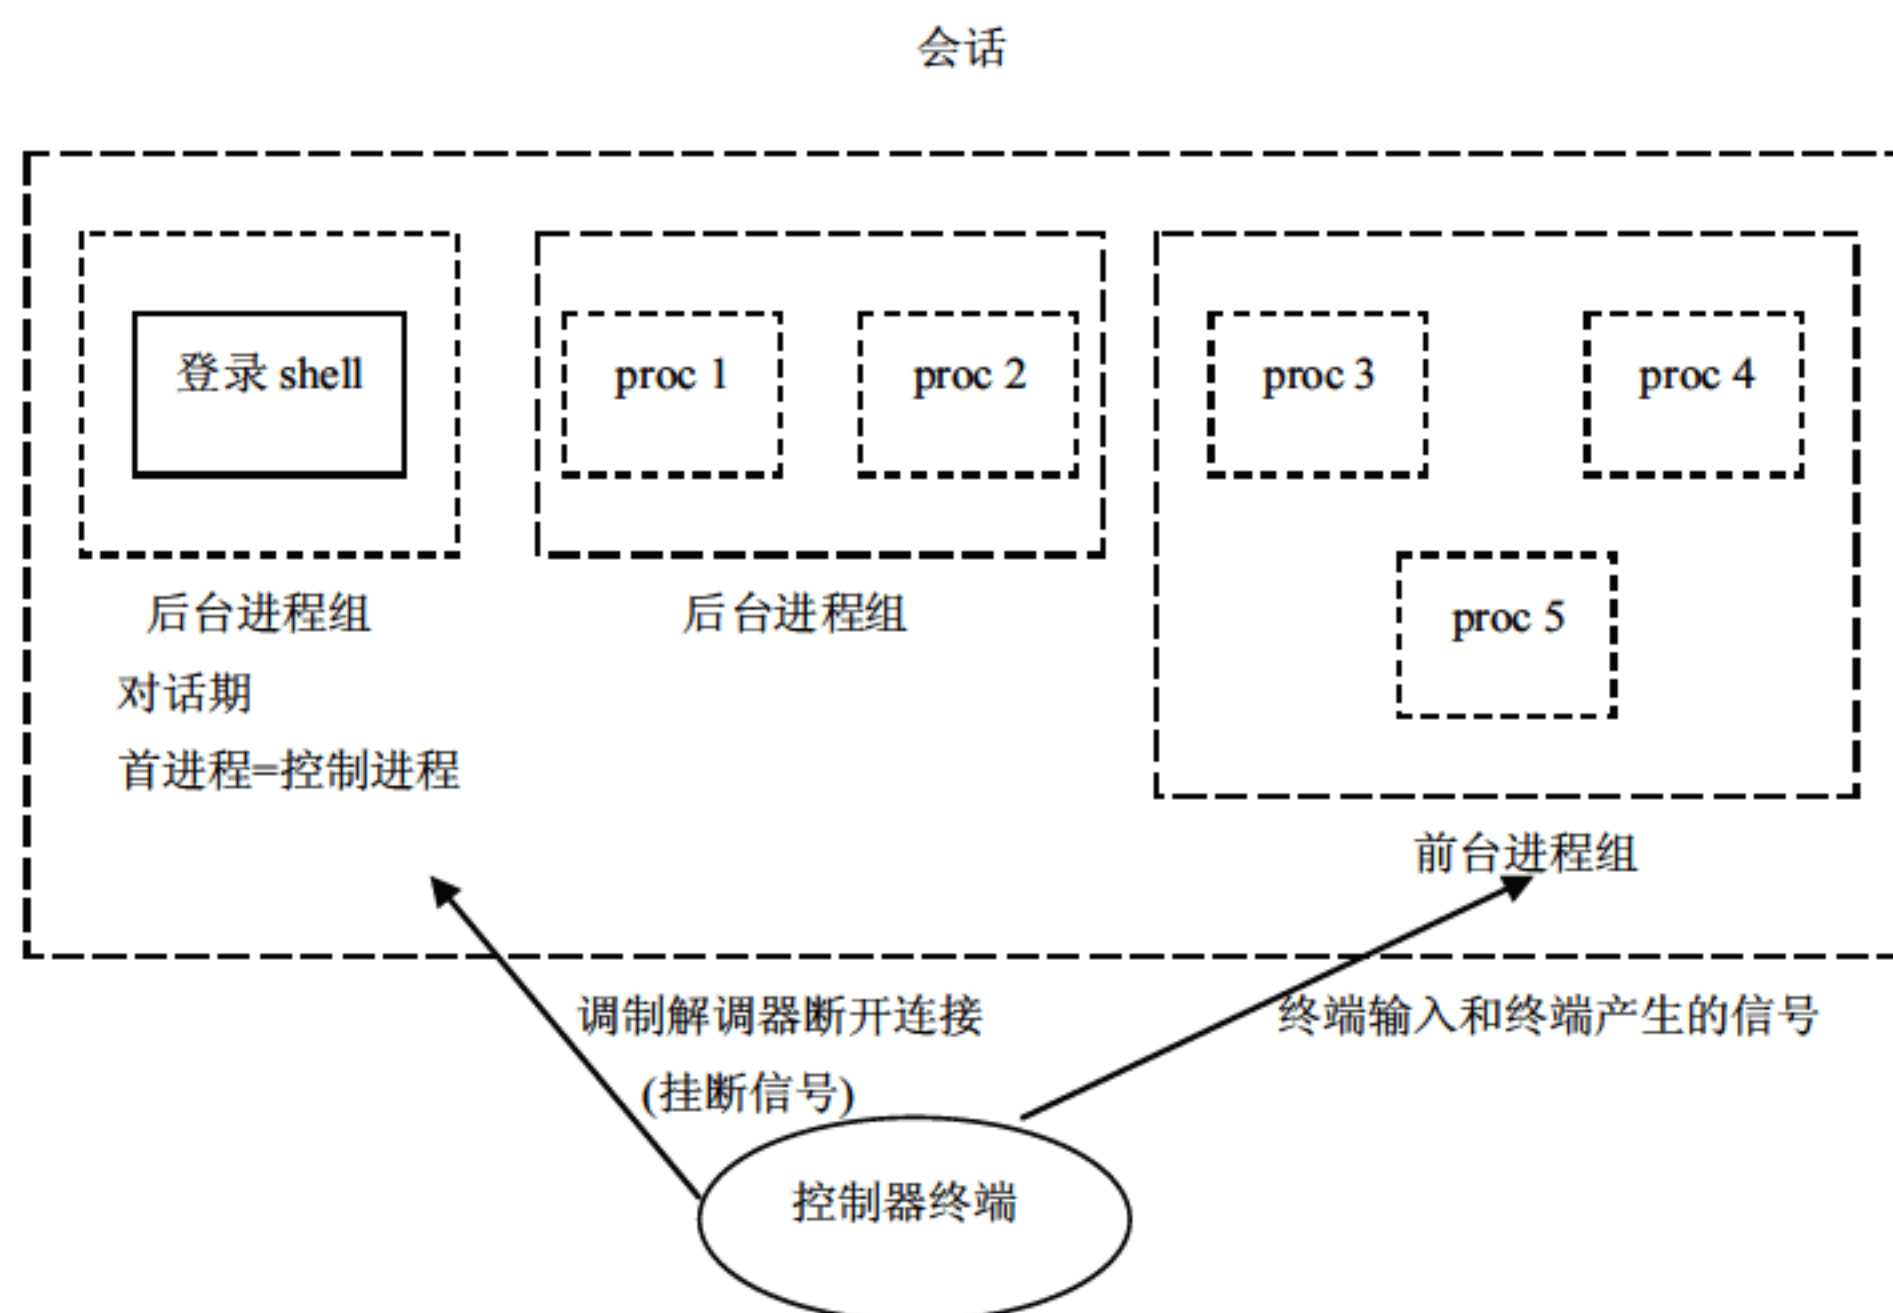 会话
登录 shell
proc 1
proc 2
proc 3
proc 4
proc 5
后台进程组
对话期
首进程=控制进程
后台进程组
前台进程组
调制解调器断开连接
(挂断信号)
终端输入和终端产生的信号
控制器终端